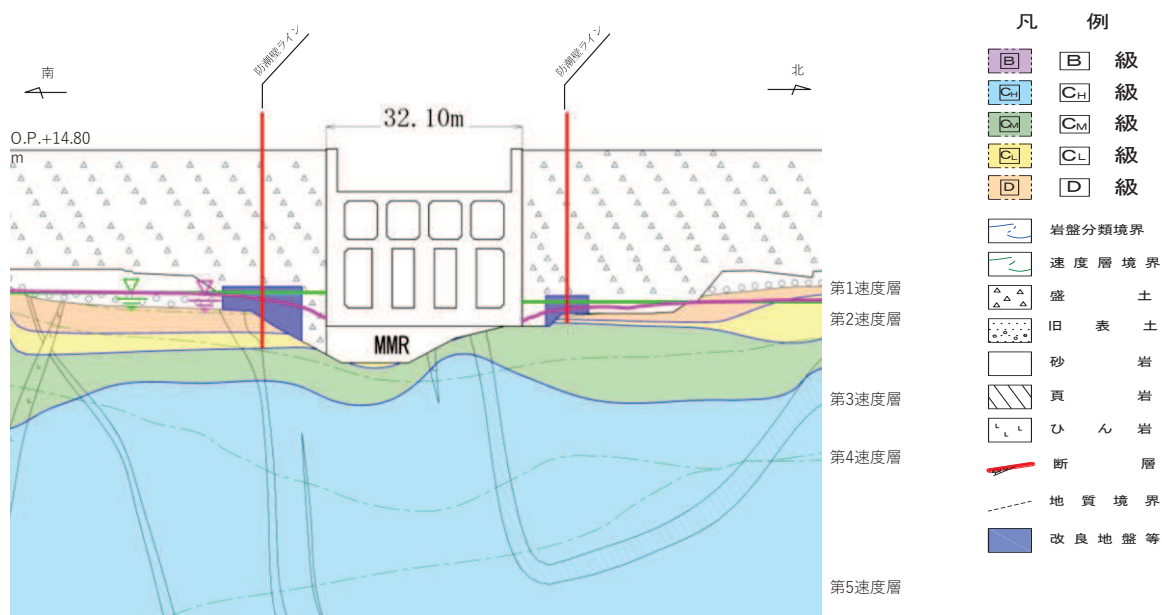 南
防潮壁ライン
防潮壁ライン
北
32.10m
O.P.+14.80
m
MMR
第1速度層
第2速度層
第3速度層
第4速度層
第5速度層
凡 例
B B 級
CH CH 級
CM CM 級
CL CL 級
D D 級
岩盤分類境界
速度層境界
盛 土
旧 表 土
砂 岩
頁 岩
ひ ん 岩
断 層
地 質 境 界
改 良 地 盤 等